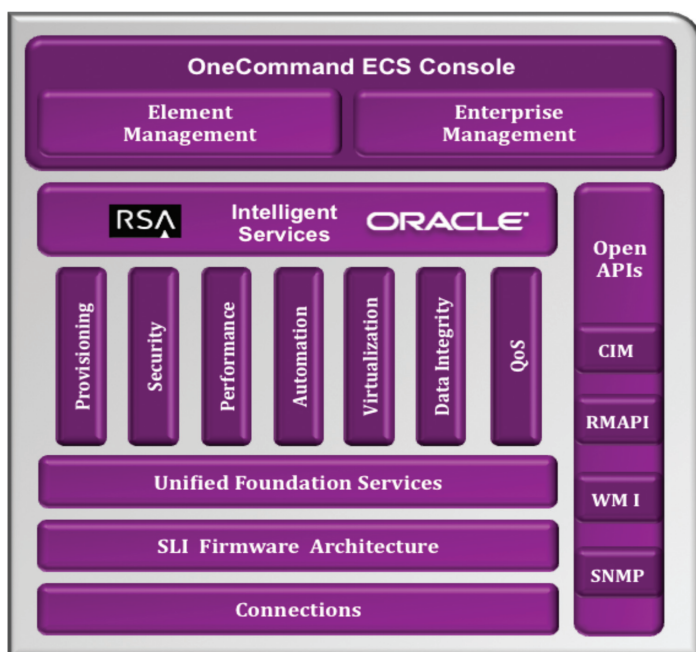 OneCommand ECS Console
Element
Management
Enterprise
Management
RSA
Intelligent
Services
ORACLE
Open
APIs
Provisioning
Security
Performance
Automation
Virtualization
Data Integrity
QoS
CIM
RMAPI
WM I
SNMP
Unified Foundation Services
SLI Firmware Architecture
Connections